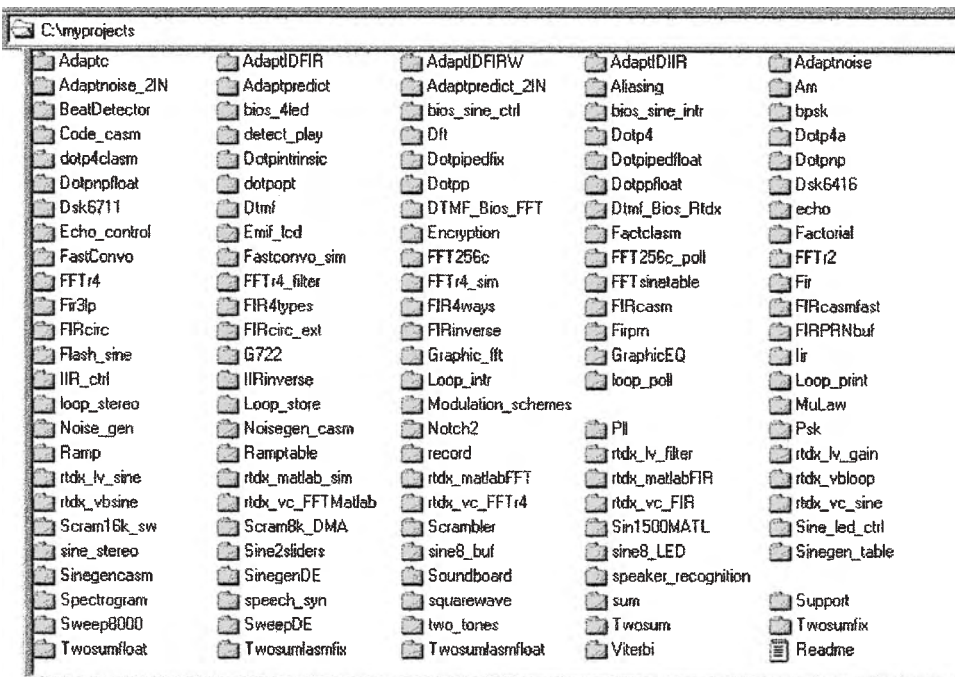 C:\myprojects
Adaptc AdaptIDFIR AdaptIDFIRW AdaptIDIIR Adaptnoise
Adaptnoise_2IN Adaptpredict Adaptpredict_2IN Aliasing Am
BeatDetector bios_4led bios_sine_ctrl bios_sine_intr bpsk
Code_casm detect_play Dft Dotp4 Dotp4a
dotp4clasm Dotpintrinsic Dotpipedfix Dotpipedfloat Dotpnp
Dotpnpfloat dotpopt Dotpp Dotppfloat Dsk6416
Dsk6711 Dtmf DTMF_Bios_FFT Dtmf_Bios_Rtdx echo
Echo_control Emif_lcd Encryption Factclasm Factorial
FastConvo Fastconvo_sim FFT256c FFT256c_poll FFTr2
FFTr4 FFTr4_filter FFTr4_sim FFTsinetable Fir
Fir3lp FIR4types FIR4ways FIRcasm FIRcasmfast
FIRcirc FIRcirc_ext FIRinverse Firprn FIRPRNbuf
Flash_sine G722 Graphic_fft GraphicEQ Iir
IIR_ctrl IIRinverse Loop_intr loop_poll Loop_print
loop_stereo Loop_store Modulation_schemes MuLaw
Noise_gen Noisegen_casm Notch2 Pll Psk
Ramp Ramptable record rtdx_lv_filter rtdx_lv_gain
rtdx_lv_sine rtdx_matlab_sim rtdx_matlabFFT rtdx_matlabFIR rtdx_vbloop
rtdx_vbsine rtdx_vc_FFTMatlab rtdx_vc_FFTr4 rtdx_vc_FIR rtdx_vc_sine
Scram16k_sw Scram8k_DMA Scrambler Sin1500MATL Sine_led_ctrl
sine_stereo Sine2sliders sine8_buf sine8_LED Sinegen_table
Sinegencasm SinegenDE Soundboard speaker_recognition
Spectrogram speech_syn squarewave sum Support
Sweep8000 SweepDE two_tones Twosum Twosumfix
Twosumfloat Twosumlasmfix Twosumlasmfloat Viterbi Readme